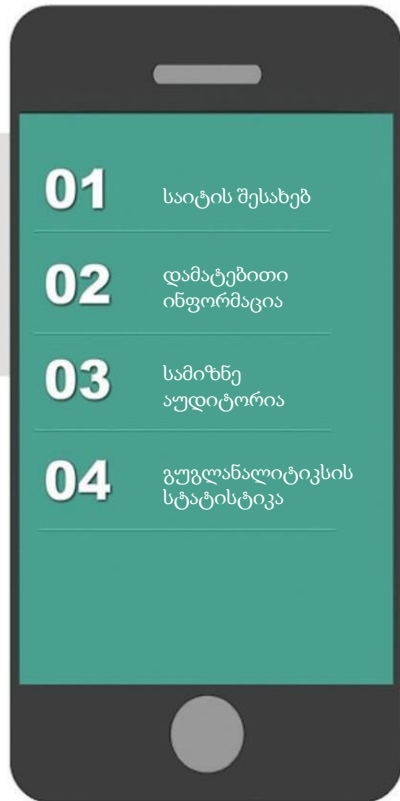 01
საიტის შესახებ
02
დამატებითი
ინფორმაცია
03
სამიზნე
აუდიტორია
04
გუგლანალიტიკსის
სტატისტიკა